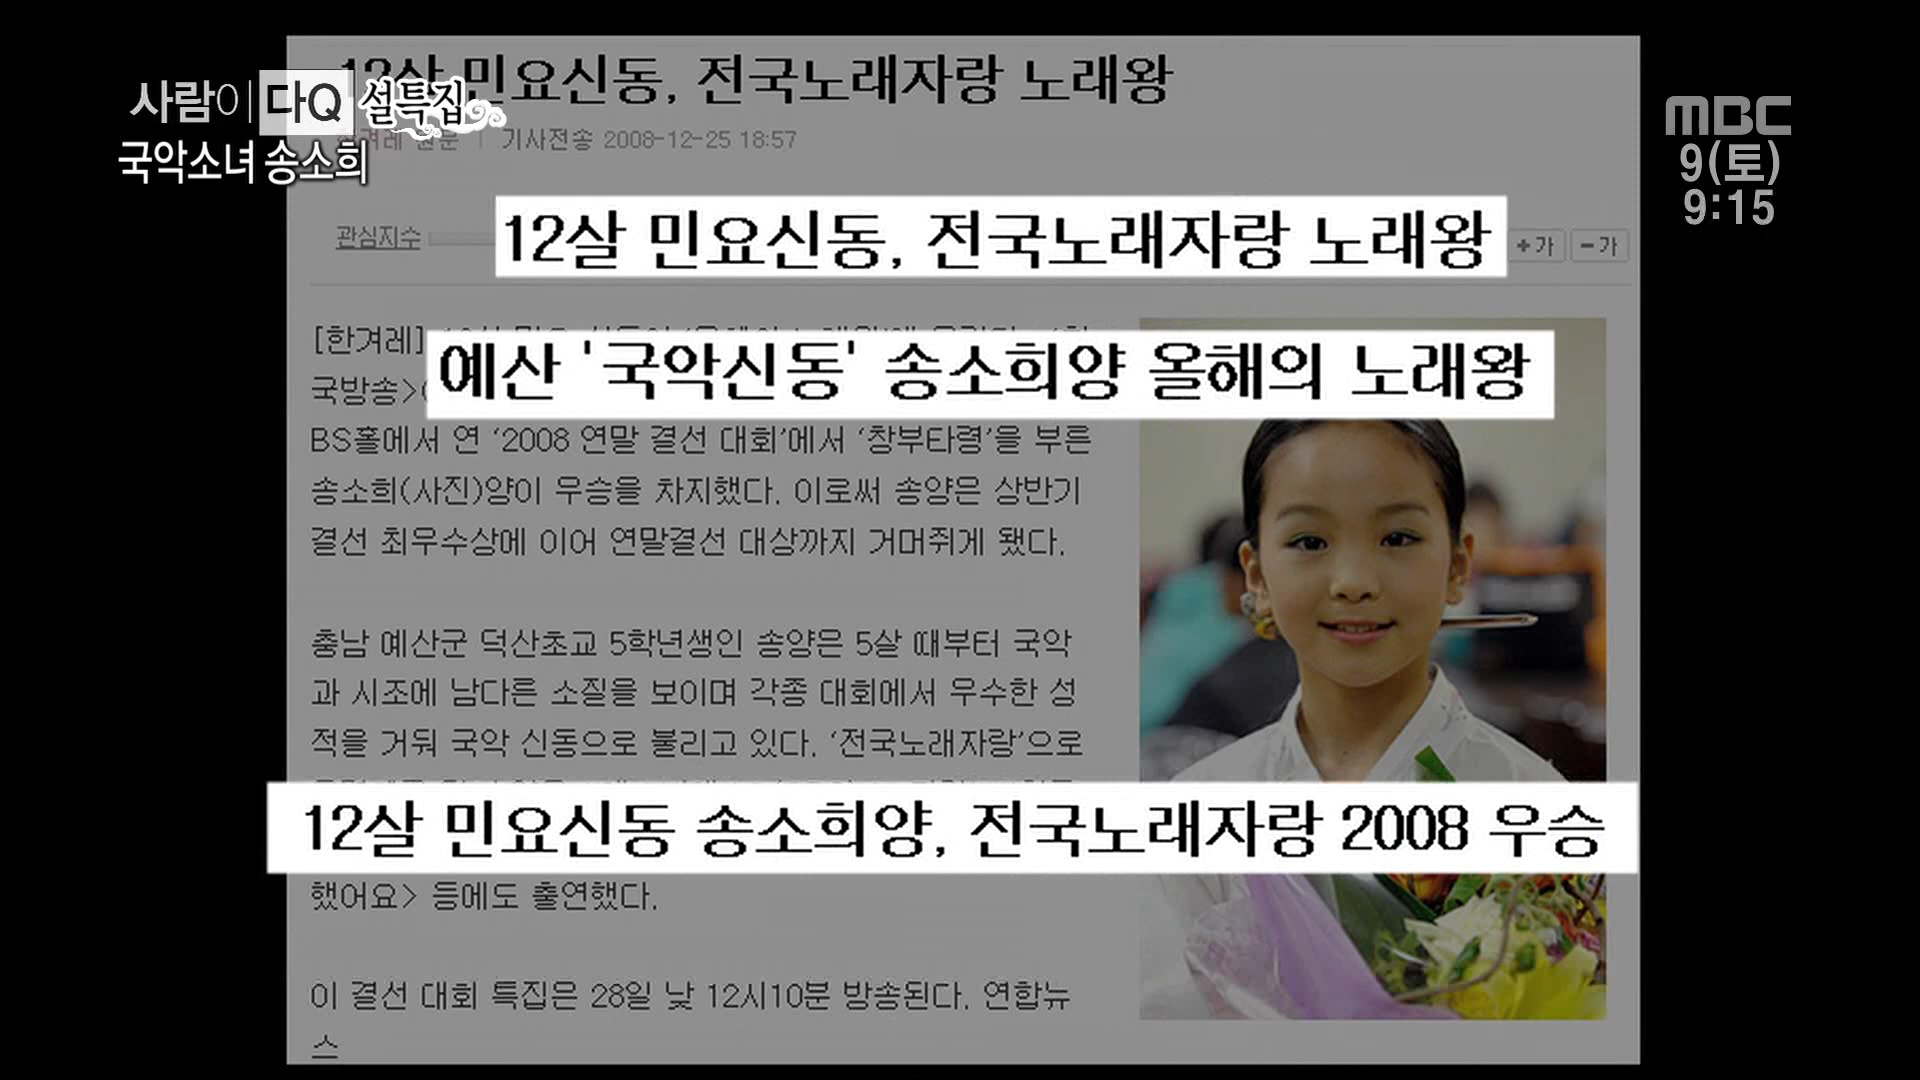 사람이다Q 설특집
국악소녀 송소희
MBC
9(토)
9:15
12살 민요신동, 전국노래자랑 노래왕
기사전송 2008-12-25 18:57
관심지수
12살 민요신동, 전국노래자랑 노래왕
+가 -가
[한겨레]
예산 '국악신동' 송소희양 올해의 노래왕
국방송>
BS홀에서 연 ‘2008 연말 결선 대회’에서 ‘창부타령’을 부른
송소희(사진)양이 우승을 차지했다. 이로써 송양은 상반기
결선 최우수상에 이어 연말결선 대상까지 거머쥐게 됐다.
충남 예산군 덕산초교 5학년생인 송양은 5살 때부터 국악
과 시조에 남다른 소질을 보이며 각종 대회에서 우수한 성
적을 거둬 국악 신동으로 불리고 있다. ‘전국노래자랑’으로
12살 민요신동 송소희양, 전국노래자랑 2008 우승
했어요> 등에도 출연했다.
이 결선 대회 특집은 28일 낮 12시10분 방송된다. 연합뉴
스